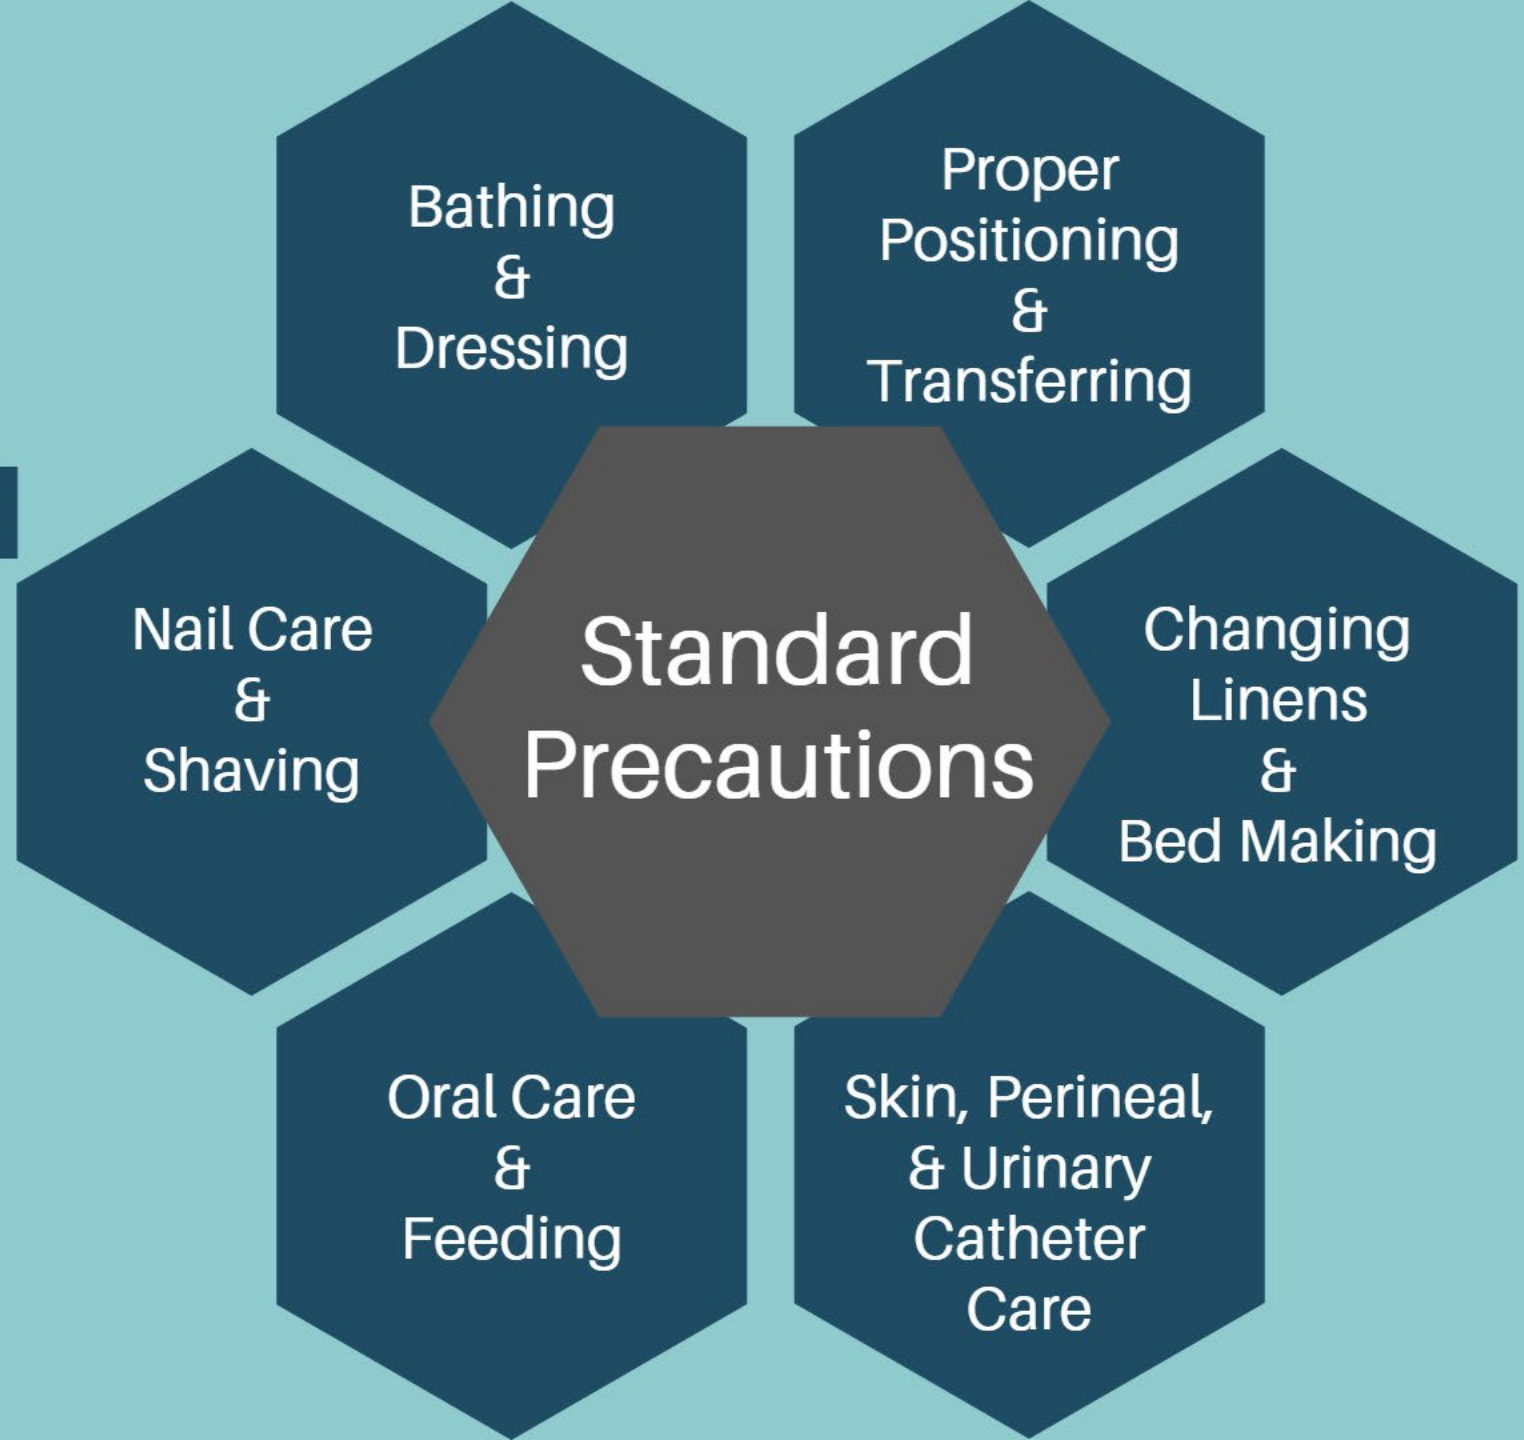 Bathing
&
Dressing
Proper
Positioning
&
Transferring
Nail Care
&
Shaving
Standard
Precautions
Changing
Linens
&
Bed Making
Oral Care
&
Feeding
Skin, Perineal,
& Urinary
Catheter
Care